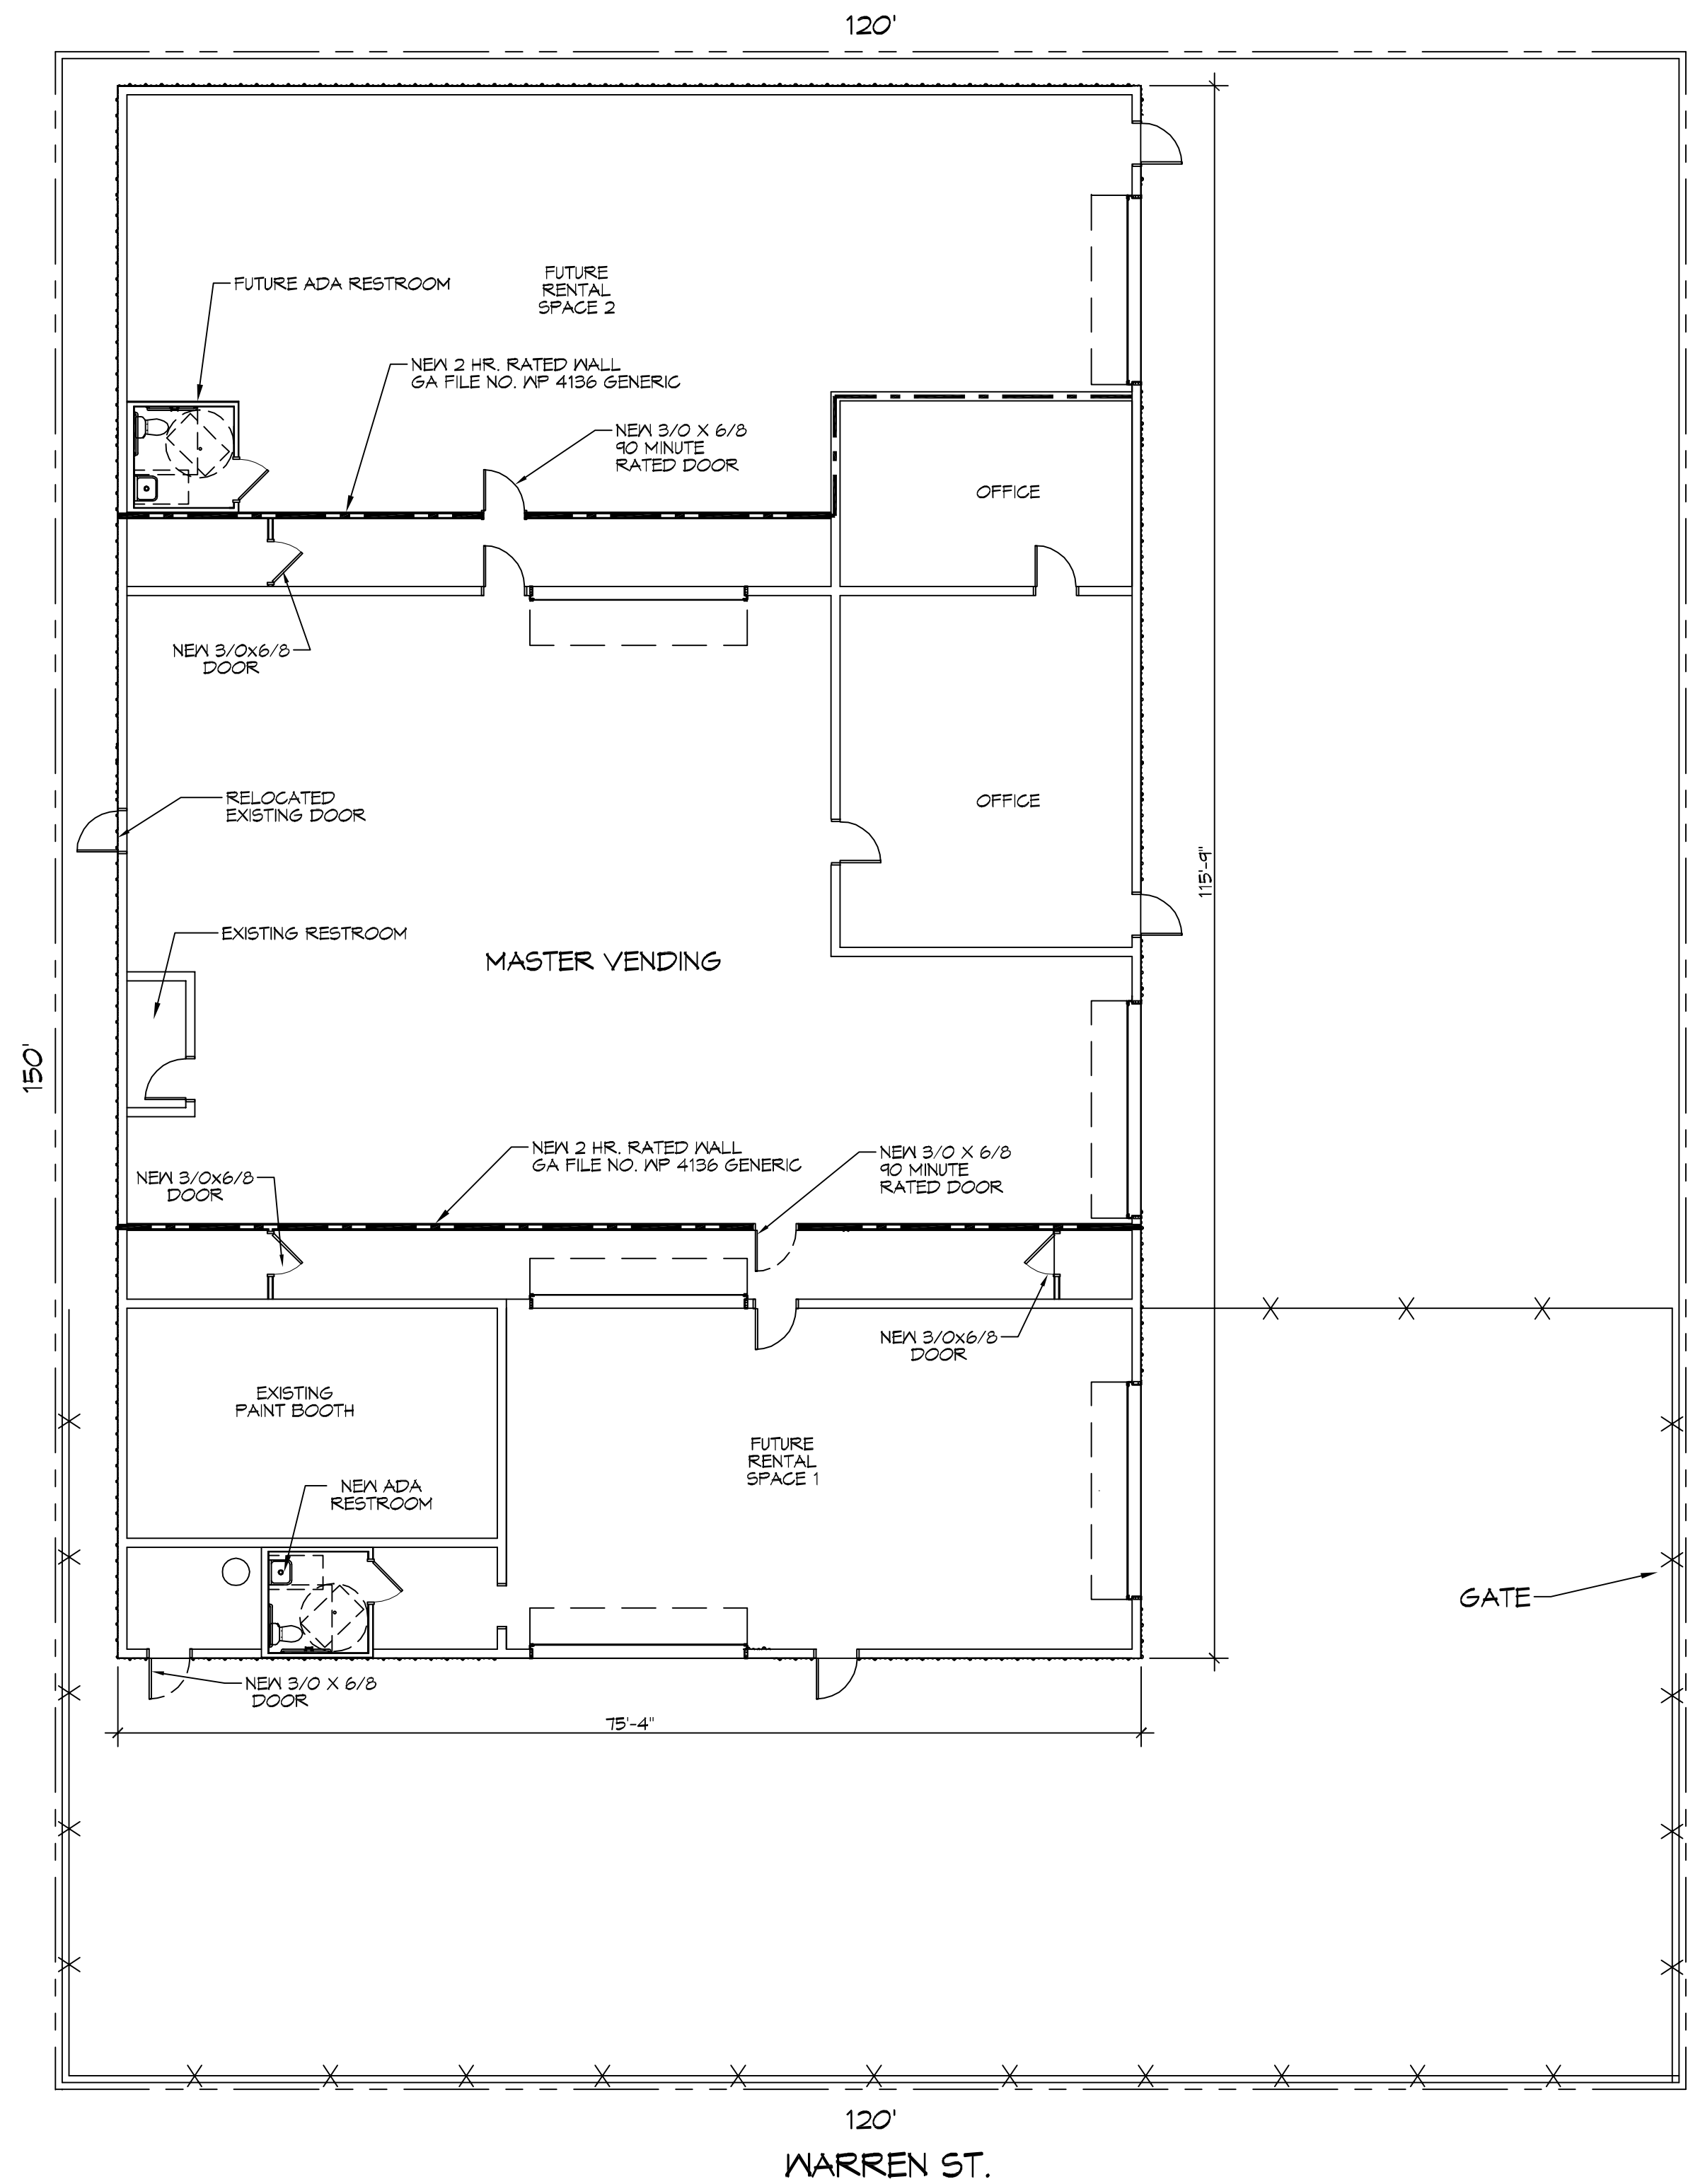 120'
FUTURE ADA RESTROOM
FUTURE
RENTAL
SPACE 2
NEW 2 HR. RATED WALL
GA FILE NO. WP 4136 GENERIC
NEW 3/0 X 6/8
90 MINUTE
RATED DOOR
OFFICE
NEW 3/0x6/8
DOOR
RELOCATED
EXISTING DOOR
OFFICE
115'-9"
EXISTING RESTROOM
MASTER VENDING
150'
NEW 2 HR. RATED WALL
GA FILE NO. WP 4136 GENERIC
NEW 3/0 X 6/8
90 MINUTE
RATED DOOR
NEW 3/0x6/8
DOOR
NEW 3/0x6/8
DOOR
EXISTING
PAINT BOOTH
FUTURE
RENTAL
SPACE 1
NEW ADA
RESTROOM
GATE
NEW 3/0 X 6/8
DOOR
75'-4"
120'
WARREN ST.